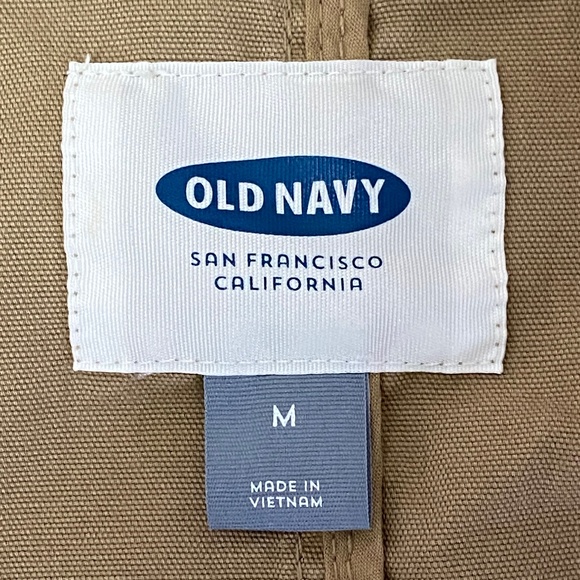 OLD NAVY
SAN FRANCISCO
CALIFORNIA
M
MADE IN
VIETNAM